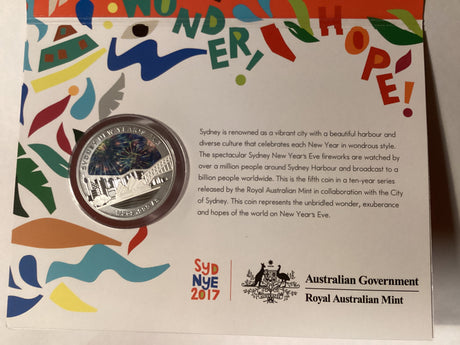 WONDER,
HOPE!
Sydney is renowned as a vibrant city with a beautiful harbour and
diverse culture that celebrates each New Year in wondrous style.
The spectacular Sydney New Year's Eve fireworks are watched by
over a million people around Sydney Harbour and broadcast to a
billion people worldwide. This is the fifth coin in a ten-year series
released by the Royal Australian Mint in collaboration with the City
of Sydney. This coin represents the unbridled wonder, exuberance
and hopes of the world on New Year's Eve.
SYD
NYE
2017
Australian Government
Royal Australian Mint